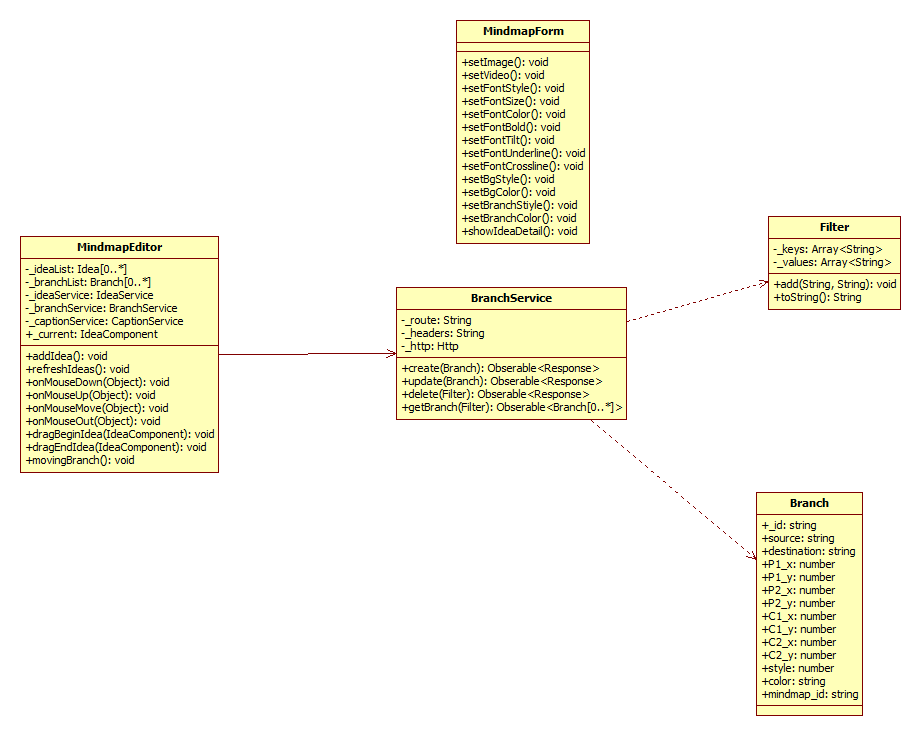 MindmapForm
+setImage(): void
+setVideo(): void
+setFontStyle(): void
+setFontSize(): void
+setFontColor(): void
+setFontBold(): void
+setFontTilt(): void
+setFontUnderline(): void
+setFontCrossline(): void
+setBgStyle(): void
+setBgColor(): void
+setBranchStiyle(): void
+setBranchColor(): void
+showIdeaDetail(): void
MindmapEditor
-_ideaList: Idea[0..*]
-_branchList: Branch[0..*]
-_ideaService: IdeaService
-_branchService: BranchService
-_captionService: CaptionService
+_current: IdeaComponent
+addIdea(): void
+refreshIdeas(): void
+onMouseDown(Object): void
+onMouseUp(Object): void
+onMouseMove(Object): void
+onMouseOut(Object): void
+dragBeginIdea(IdeaComponent): void
+dragEndIdea(IdeaComponent): void
+movingBranch(): void
BranchService
-_route: String
-_headers: String
-_http: Http
+create(Branch): Obserable<Response>
+update(Branch): Obserable<Response>
+delete(Filter): Obserable<Response>
+getBranch(Filter): Obserable<Branch[0..*]>
Filter
-_keys: Array<String>
-_values: Array<String>
+add(String, String): void
+toString(): String
Branch
+_id: string
+source: string
+destination: string
+P1_x: number
+P1_y: number
+P2_x: number
+P2_y: number
+C1_x: number
+C1_y: number
+C2_x: number
+C2_y: number
+style: number
+color: string
+mindmap_id: string